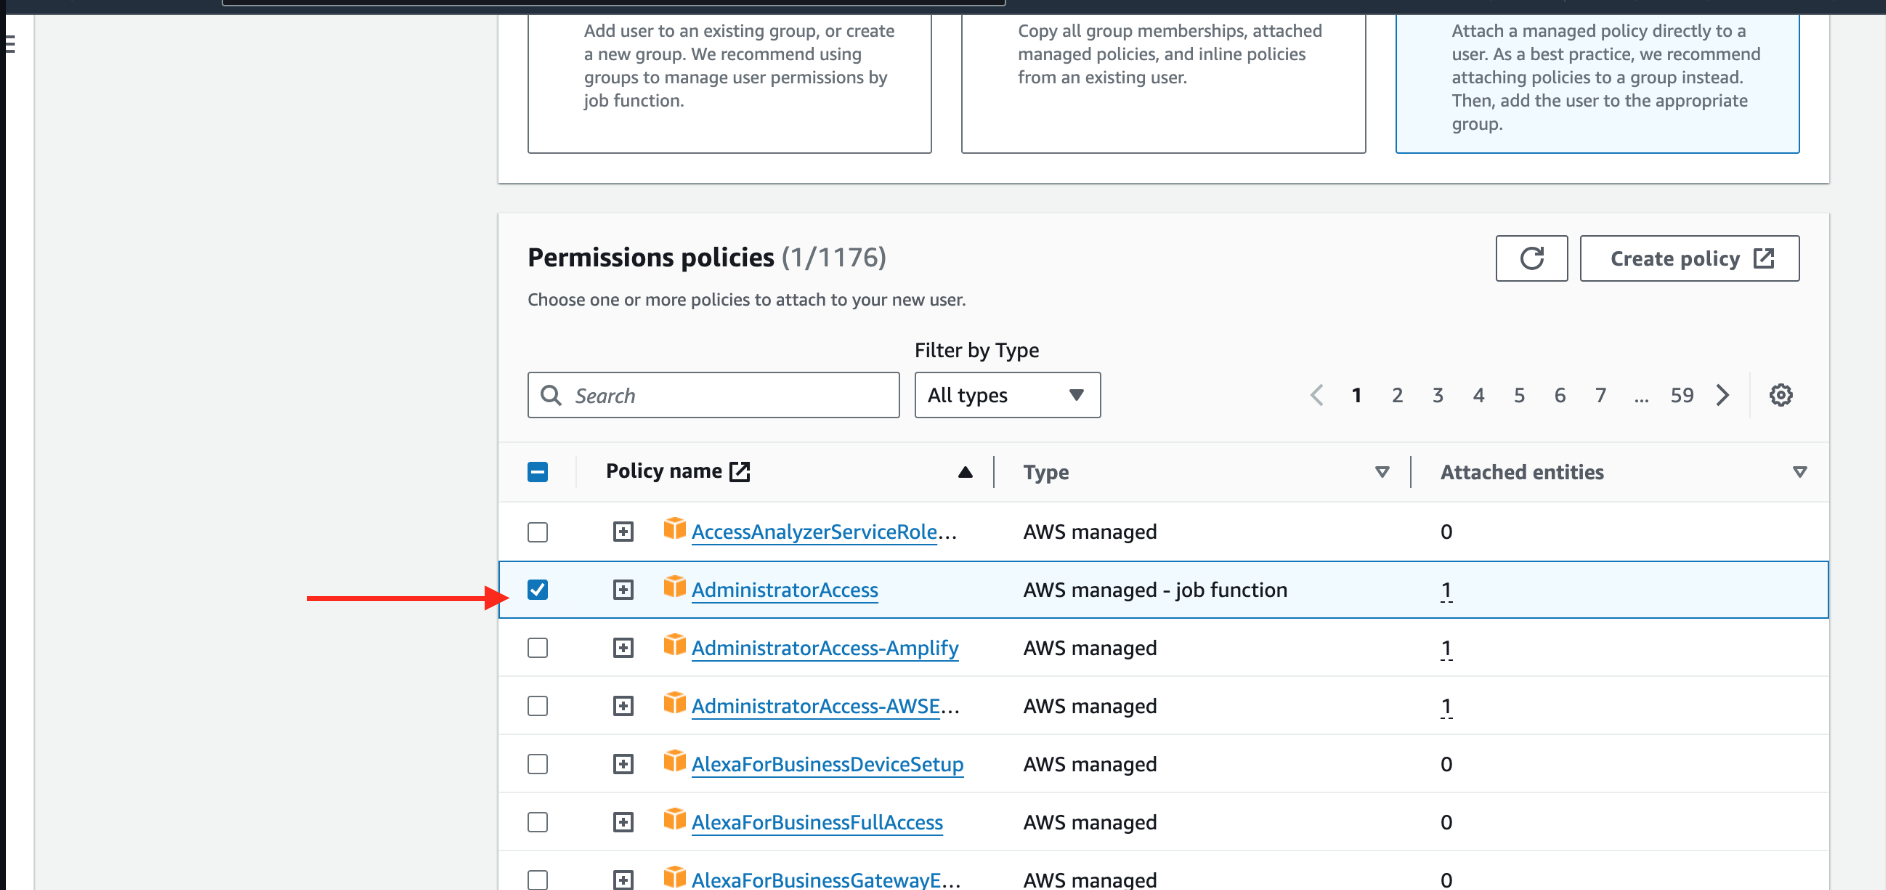 Add user to an existing group, or create
a new group. We recommend using
groups to manage user permissions by
job function.
Copy all group memberships, attached
managed policies, and inline policies
from an existing user.
Attach a managed policy directly to a
user. As a best practice, we recommend
attaching policies to a group instead.
Then, add the user to the appropriate
group.
Permissions policies (1/1176)
Create policy
Choose one or more policies to attach to your new user.
Filter by Type
Search
All types
1 2 3 4 5 6 7 ... 59
Policy name Type Attached entities
AccessAnalyzerServiceRole... AWS managed 0
AdministratorAccess AWS managed - job function 1
AdministratorAccess-Amplify AWS managed 1
AdministratorAccess-AWSE... AWS managed 1
AlexaForBusinessDeviceSetup AWS managed 0
AlexaForBusinessFullAccess AWS managed 0
AlexaForBusinessGatewayE... AWS managed 0